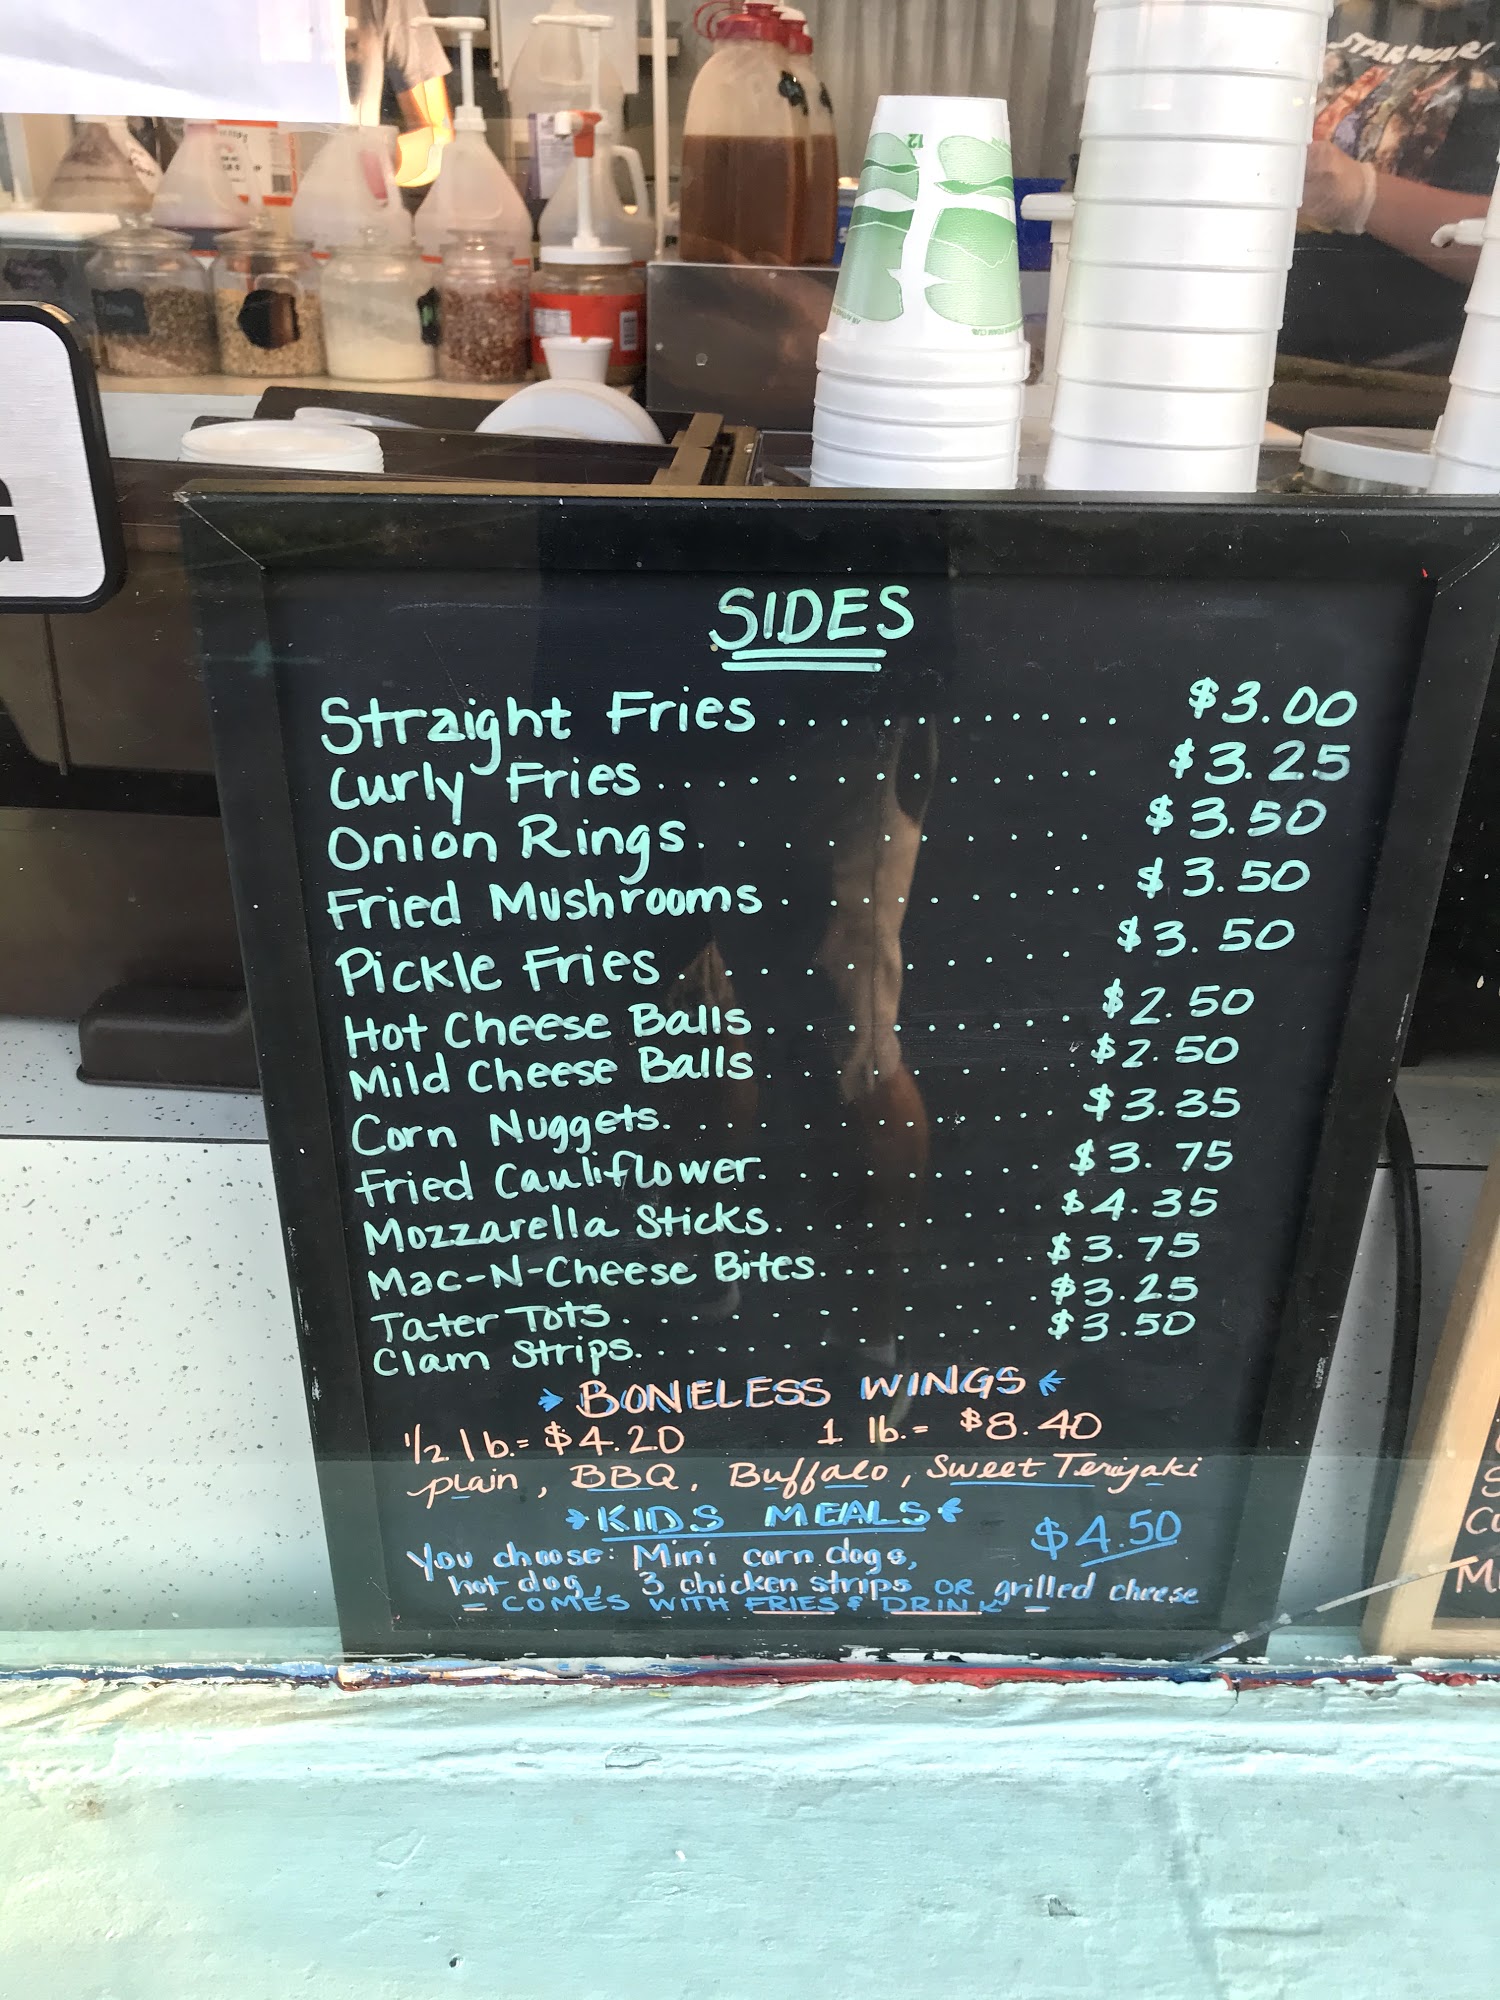 STAR WARS
12
SIDES
Straight Fries............ $3.00
Curly Fries.............. $3.25
Onion Rings............ $3.50
Fried Mushrooms........... $3.50
Pickle Fries........... $3.50
Hot Cheese Balls........... $2.50
Mild Cheese Balls............ $2.50
Corn Nuggets............ $3.35
Fried Cauliflower......... $3.75
Mozzarella Sticks......... $4.35
Mac-N-Cheese Bites....... $3.75
Tater Tots............ $3.25
Clam Strips............ $3.50
BONELESS WINGS
1/2 lb.= $4.20 1 lb.= $8.40
plain, BBQ, Buffalo, Sweet Teriyaki
KIDS MEALS
You choose: Mini corn dogs, $4.50
hot dog, 3 chicken strips OR grilled cheese
- COMES WITH FRIES & DRINK -